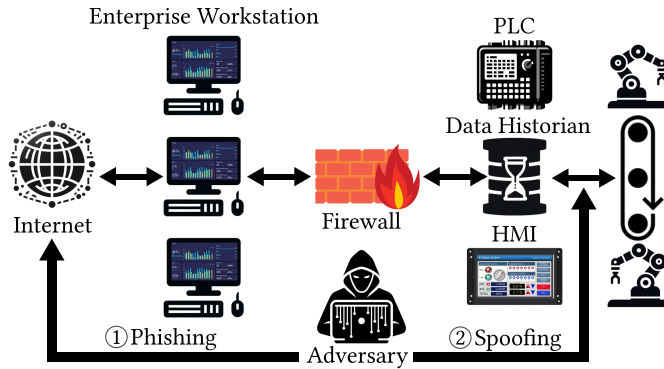 Enterprise Workstation
PLC
Data Historian
Internet
Firewall
HMI
①Phishing
Adversary
②Spoofing